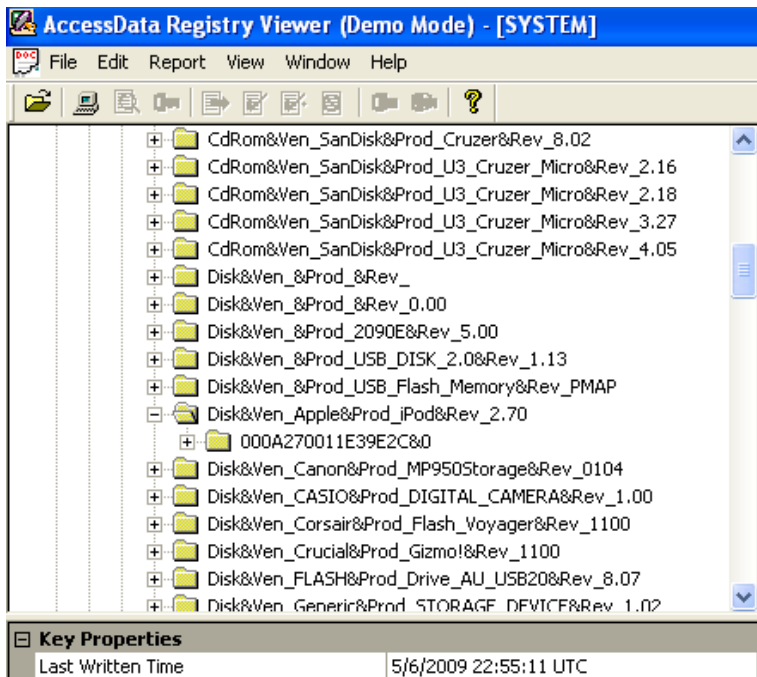 AccessData Registry Viewer (Demo Mode) - [SYSTEM]
DOC File Edit Report View Window Help
CdRom&Ven_SanDisk&Prod_Cruzer&Rev_8.02
CdRom&Ven_SanDisk&Prod_U3_Cruzer_Micro&Rev_2.16
CdRom&Ven_SanDisk&Prod_U3_Cruzer_Micro&Rev_2.18
CdRom&Ven_SanDisk&Prod_U3_Cruzer_Micro&Rev_3.27
CdRom&Ven_SanDisk&Prod_U3_Cruzer_Micro&Rev_4.05
Disk&Ven_&Prod_&Rev_
Disk&Ven_&Prod_&Rev_0.00
Disk&Ven_&Prod_2090E&Rev_5.00
Disk&Ven_&Prod_USB_DISK_2.0&Rev_1.13
Disk&Ven_&Prod_USB_Flash_Memory&Rev_PMAP
Disk&Ven_Apple&Prod_iPod&Rev_2.70
000A270011E39E2C&0
Disk&Ven_Canon&Prod_MP950Storage&Rev_0104
Disk&Ven_CASIO&Prod_DIGITAL_CAMERA&Rev_1.00
Disk&Ven_Corsair&Prod_Flash_Voyager&Rev_1100
Disk&Ven_Crucial&Prod_Gizmo!&Rev_1100
Disk&Ven_FLASH&Prod_Drive_AU_USB20&Rev_8.07
Disk&Ven_Generic&Prod_STORAGE_DEVICE&Rev_1.02
Key Properties
Last Written Time 5/6/2009 22:55:11 UTC